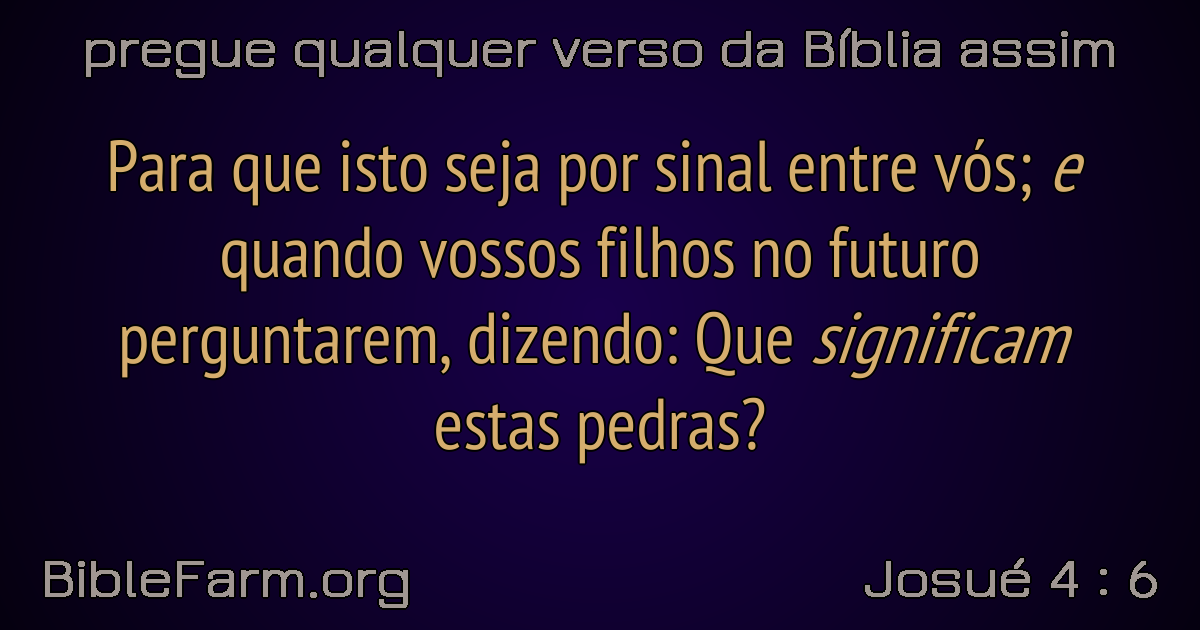 pregue qualquer verso da Bíblia assim
Para que isto seja por sinal entre vós; e
quando vossos filhos no futuro
perguntarem, dizendo: Que significam
estas pedras?
BibleFarm.org
Josué 4 : 6